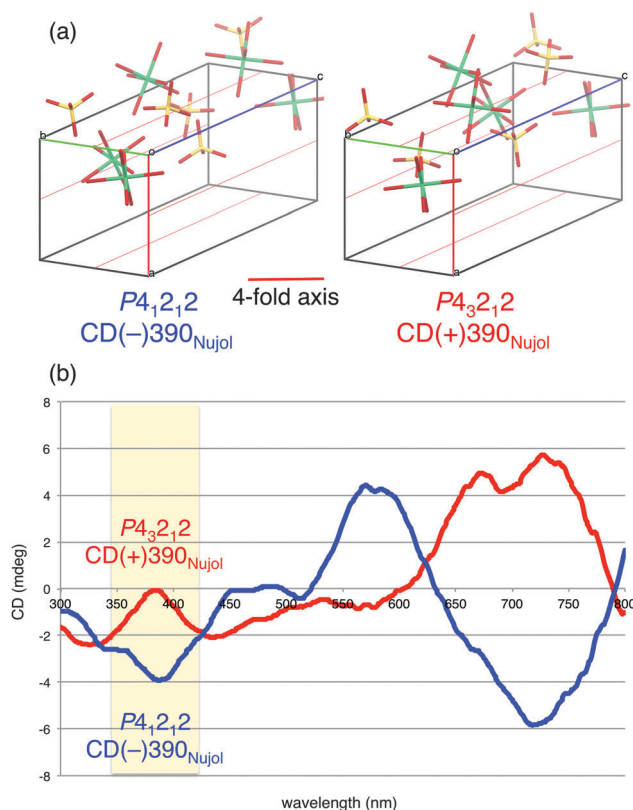 (a)
c
c
b
o
b
o
a
a
4-fold axis
P4₁2₁2
CD(–)390Nujol
P4₃2₁2
CD(+)390Nujol
(b)
8
6
4
2
0
-2
-4
-6
-8
CD (mdeg)
P4₃2₁2
CD(+)390Nujol
300 350 400 450 500 550 600 650 700 750 800
P4₁2₁2
CD(–)390Nujol
wavelength (nm)